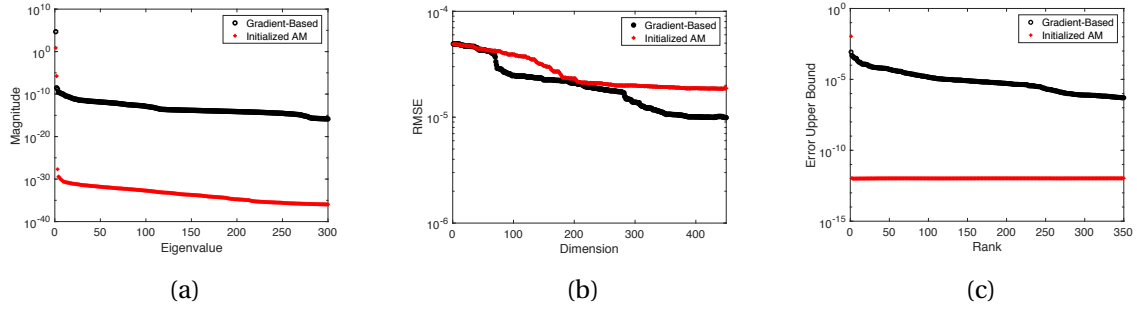 Gradient-Based
Initialized AM
Magnitude
10^10
10^0
10^-10
10^-20
10^-30
10^-40
0 50 100 150 200 250 300
Eigenvalue
(a)
Gradient-Based
Initialized AM
RMSE
10^-4
10^-5
10^-6
0 100 200 300 400
Dimension
(b)
Gradient-Based
Initialized AM
Error Upper Bound
10^0
10^-5
10^-10
10^-15
0 50 100 150 200 250 300 350
Rank
(c)